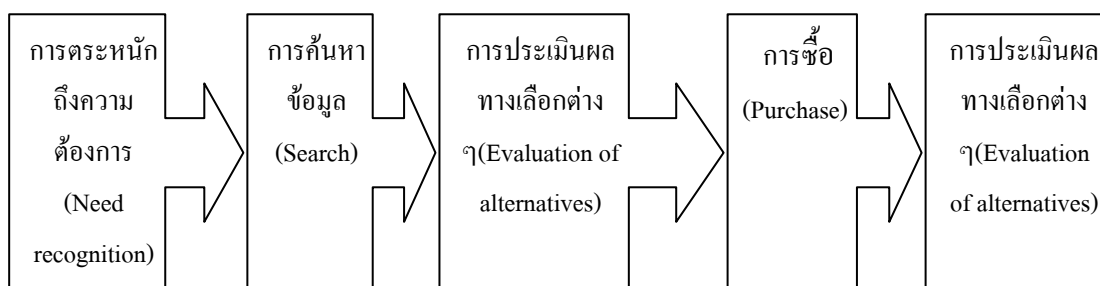 การตระหนัก
ถึงความ
ต้องการ
(Need
recognition)
การค้นหา
ข้อมูล
(Search)
การประเมินผล
ทางเลือกต่าง
ๆ(Evaluation of
alternatives)
การซื้อ
(Purchase)
การประเมินผล
ทางเลือกต่าง
ๆ(Evaluation
of alternatives)